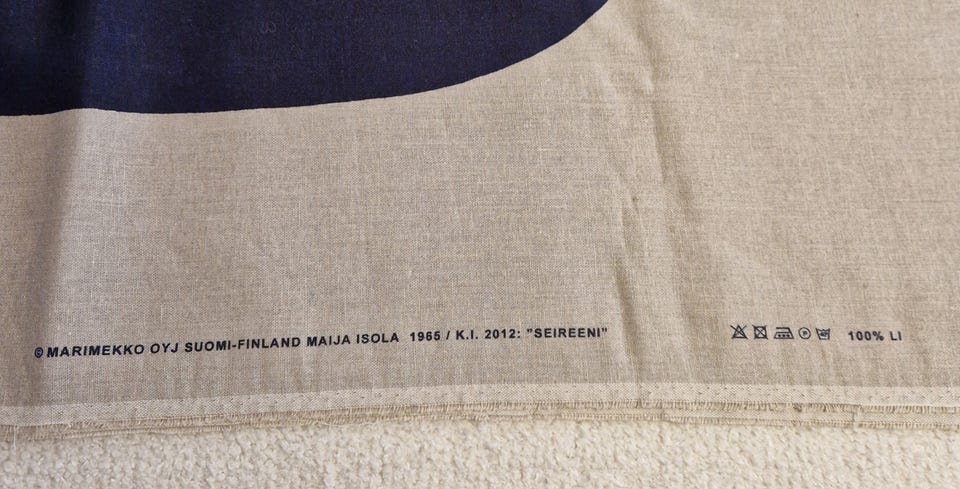 © MARIMEKKO OYJ SUOMI-FINLAND MAIJA ISOLA 1965 / K.I. 2012: "SEIREENI" 100% LI